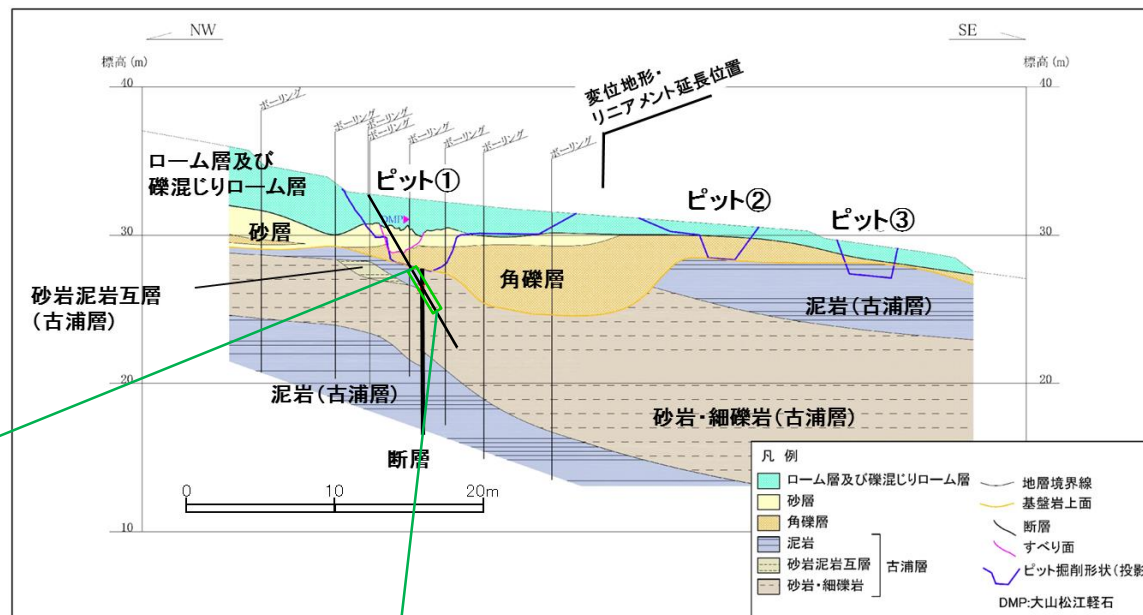 NW
SE
標高(m)
標高(m)
40
40
変位地形・
リニアメント延長位置
ボーリング
ボーリング
ボーリング
ボーリング
ボーリング
ボーリング
ボーリング
ボーリング
ローム層及び
礫混じりローム層
ピット①
ピット②
ピット③
DMP
30
30
砂層
角礫層
砂岩泥岩互層
(古浦層)
泥岩(古浦層)
20
20
泥岩(古浦層)
砂岩・細礫岩(古浦層)
断層
0 10 20m
10
凡 例
ローム層及び礫混じりローム層
砂層
角礫層
泥岩
砂岩泥岩互層
砂岩・細礫岩
古浦層
地層境界線
基盤岩上面
断層
すべり面
ピット掘削形状(投影
DMP:大山松江軽石